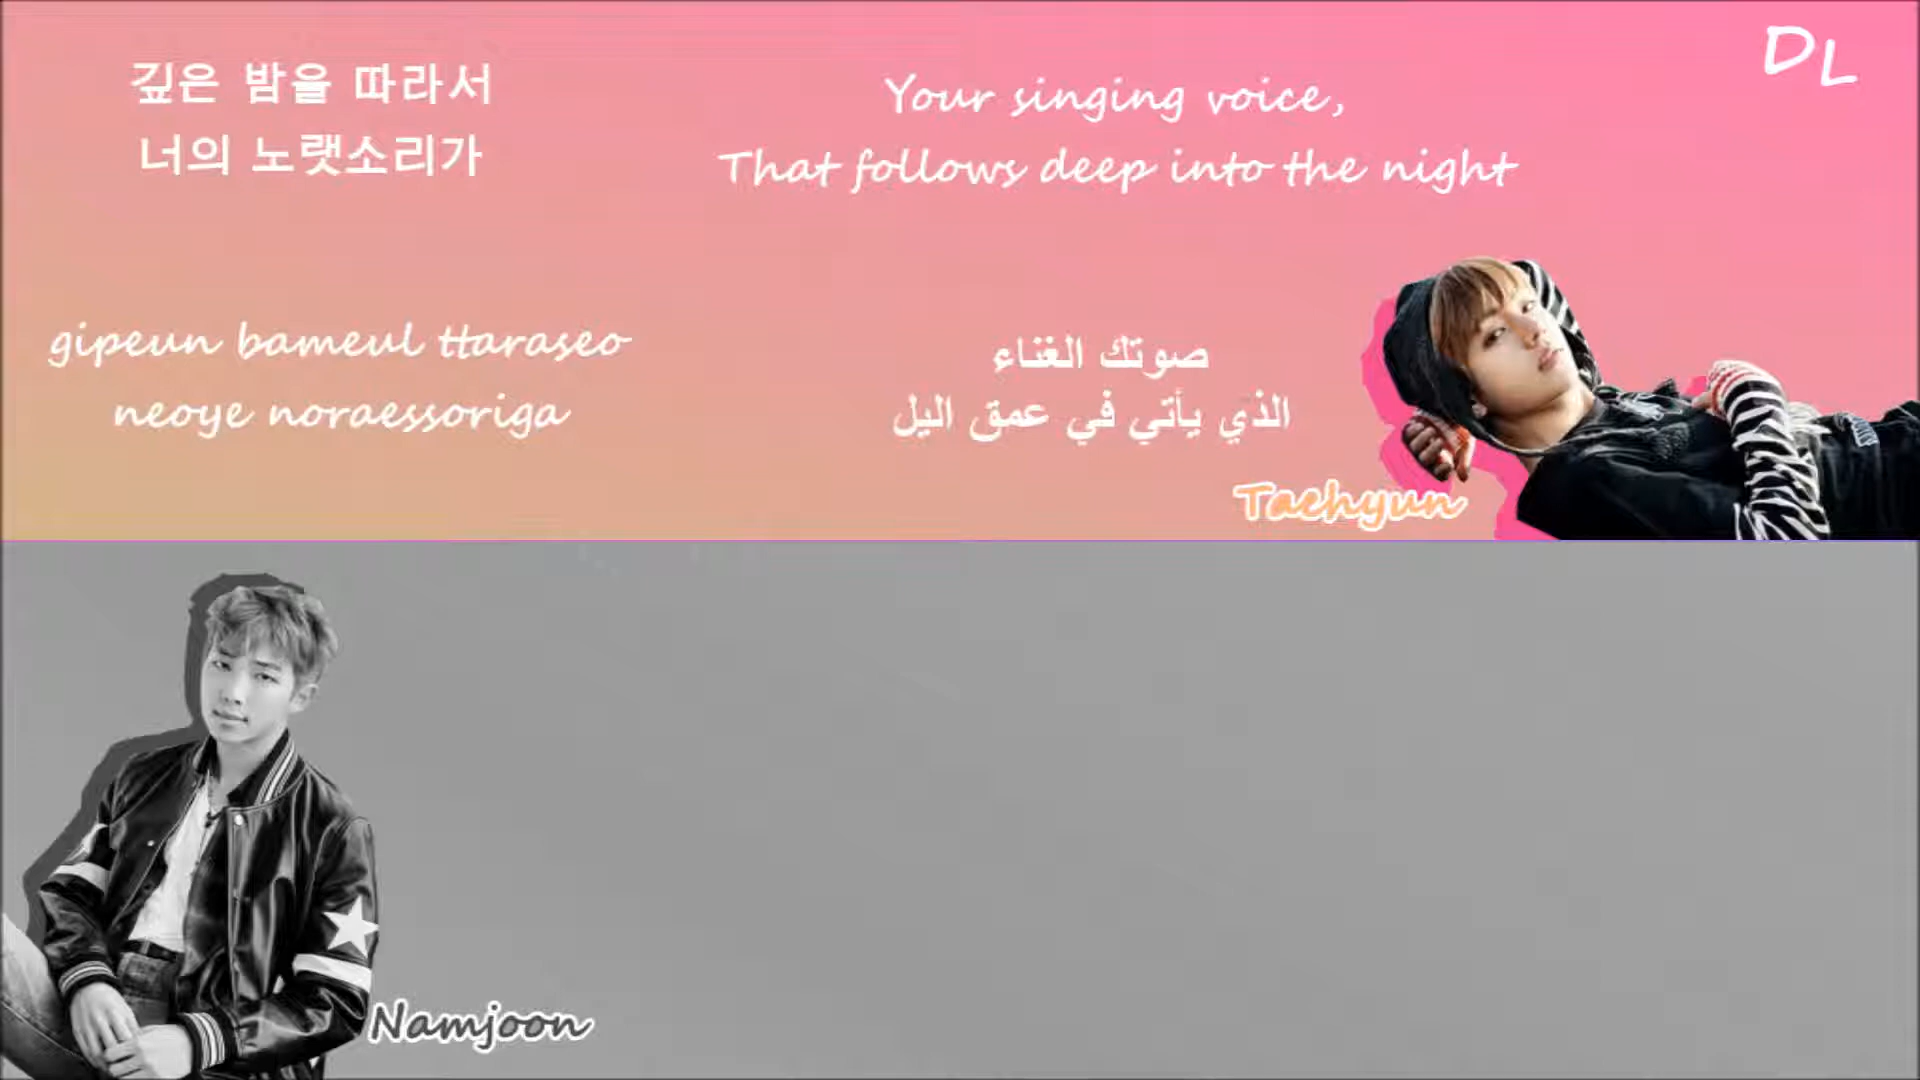 깊은 밤을 따라서
너의 노랫소리가
Your singing voice,
That follows deep into the night
DL
gipeun bameul ttaraseo
neoye noraessoriga
صوتك الغناء
الذي يأتي في عمق اليل
Taehyun
Namjoon